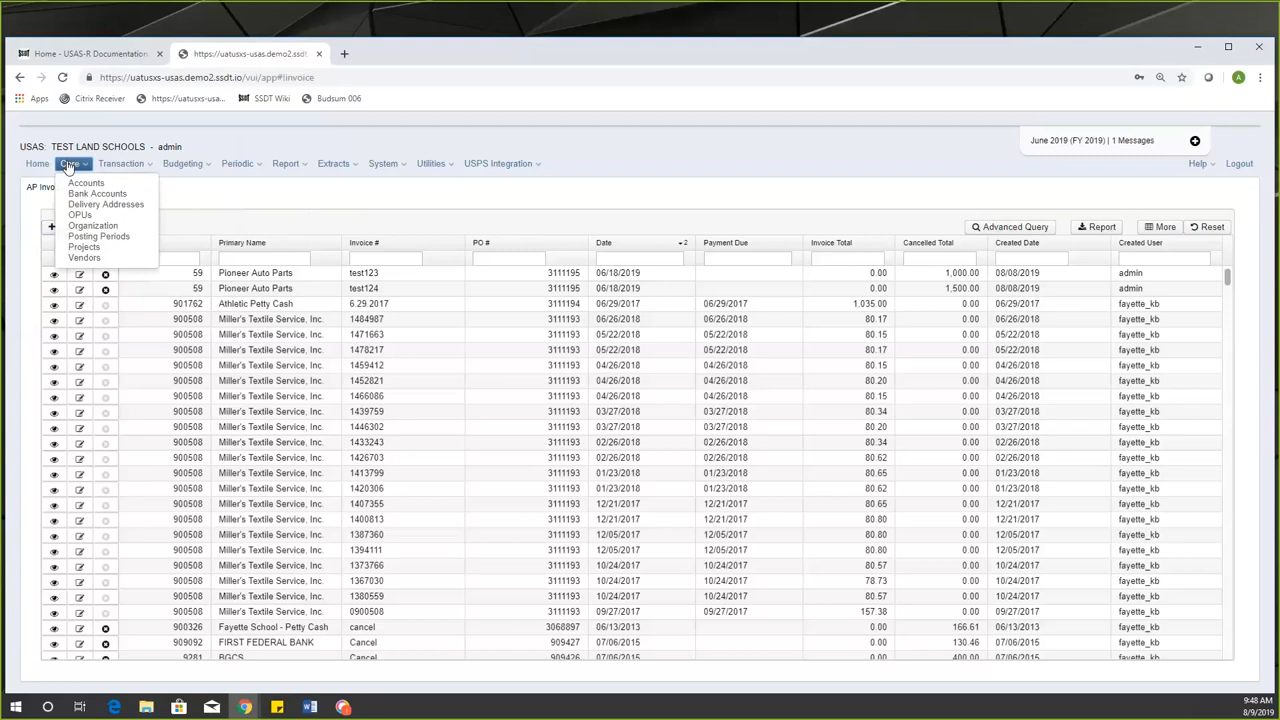 Home - USAS-R Documentation
https://uatusxs-usas.demo2.ssdt.
https://uatusxs-usas.demo2.ssdt.io/vui/app#!invoice
Apps Citrix Receiver https://uatusxs-usa... SSDT Wiki Budsum 006
USAS: TEST LAND SCHOOLS - admin
June 2019 (FY 2019) | 1 Messages
Home Core Transaction Budgeting Periodic Report Extracts System Utilities USPS Integration Help Logout
AP Invo
Accounts
Bank Accounts
Delivery Addresses
OPUs
Organization
Posting Periods
Projects
Vendors
Advanced Query Report More Reset
Primary Name Invoice # PO # Date 2 Payment Due Invoice Total Cancelled Total Created Date Created User
59 Pioneer Auto Parts test123 3111195 06/18/2019 0.00 1,000.00 08/08/2019 admin
59 Pioneer Auto Parts test124 3111195 06/18/2019 0.00 1,500.00 08/08/2019 admin
901762 Athletic Petty Cash 6.29.2017 3111194 06/29/2017 06/29/2017 1,035.00 0.00 06/29/2017 fayette_kb
900508 Miller's Textile Service, Inc. 1484987 3111193 06/26/2018 06/26/2018 80.17 0.00 06/26/2018 fayette_kb
900508 Miller's Textile Service, Inc. 1471663 3111193 05/22/2018 05/22/2018 80.15 0.00 05/22/2018 fayette_kb
900508 Miller's Textile Service, Inc. 1478217 3111193 05/22/2018 05/22/2018 80.17 0.00 05/22/2018 fayette_kb
900508 Miller's Textile Service, Inc. 1459412 3111193 04/26/2018 04/26/2018 80.15 0.00 04/26/2018 fayette_kb
900508 Miller's Textile Service, Inc. 1452821 3111193 04/26/2018 04/26/2018 80.20 0.00 04/26/2018 fayette_kb
900508 Miller's Textile Service, Inc. 1466086 3111193 04/26/2018 04/26/2018 80.15 0.00 04/26/2018 fayette_kb
900508 Miller's Textile Service, Inc. 1439759 3111193 03/27/2018 03/27/2018 80.34 0.00 03/27/2018 fayette_kb
900508 Miller's Textile Service, Inc. 1446302 3111193 03/27/2018 03/27/2018 80.20 0.00 03/27/2018 fayette_kb
900508 Miller's Textile Service, Inc. 1433243 3111193 02/26/2018 02/26/2018 80.34 0.00 02/26/2018 fayette_kb
900508 Miller's Textile Service, Inc. 1426703 3111193 02/26/2018 02/26/2018 80.62 0.00 02/26/2018 fayette_kb
900508 Miller's Textile Service, Inc. 1413799 3111193 01/23/2018 01/23/2018 80.65 0.00 01/23/2018 fayette_kb
900508 Miller's Textile Service, Inc. 1420306 3111193 01/23/2018 01/23/2018 80.62 0.00 01/23/2018 fayette_kb
900508 Miller's Textile Service, Inc. 1407355 3111193 12/21/2017 12/21/2017 80.80 0.00 12/21/2017 fayette_kb
900508 Miller's Textile Service, Inc. 1400813 3111193 12/21/2017 12/21/2017 80.80 0.00 12/21/2017 fayette_kb
900508 Miller's Textile Service, Inc. 1387360 3111193 12/05/2017 12/05/2017 80.80 0.00 12/05/2017 fayette_kb
900508 Miller's Textile Service, Inc. 1394111 3111193 12/05/2017 12/05/2017 80.80 0.00 12/05/2017 fayette_kb
900508 Miller's Textile Service, Inc. 1373766 3111193 10/24/2017 10/24/2017 80.57 0.00 10/24/2017 fayette_kb
900508 Miller's Textile Service, Inc. 1367030 3111193 10/24/2017 10/24/2017 78.73 0.00 10/24/2017 fayette_kb
900508 Miller's Textile Service, Inc. 1380559 3111193 10/24/2017 10/24/2017 80.57 0.00 10/24/2017 fayette_kb
900508 Miller's Textile Service, Inc. 0900508 3111193 09/27/2017 09/27/2017 157.38 0.00 09/27/2017 fayette_kb
900326 Fayette School - Petty Cash cancel 3068897 06/13/2013 0.00 166.61 06/13/2013 fayette_kb
909092 FIRST FEDERAL BANK Cancel 909427 07/06/2015 0.00 130.46 07/06/2015 fayette_kb
9281 BGCS Cancel 909426 07/06/2015 0.00 400.00 07/06/2015 fayette_kb
9:48 AM
8/9/2019